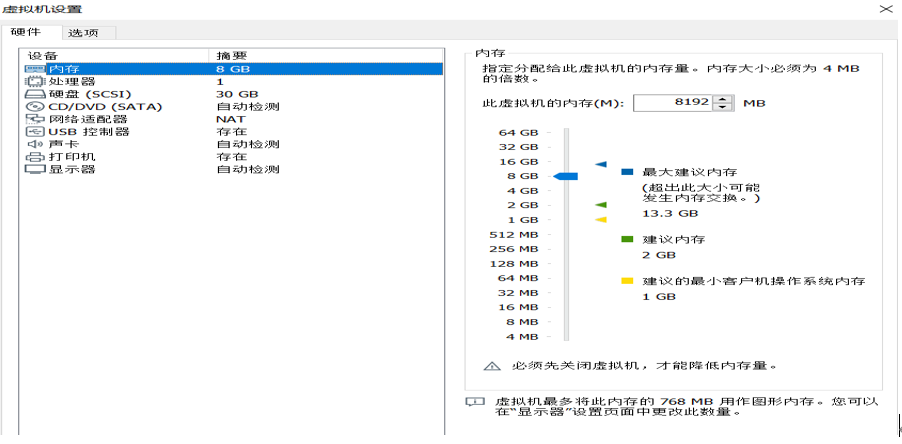 虚拟机设置
硬件 选项
设备 摘要
内存 8 GB
处理器 1
硬盘 (SCSI) 30 GB
CD/DVD (SATA) 自动检测
网络适配器 NAT
USB 控制器 存在
声卡 自动检测
打印机 存在
显示器 自动检测
内存
指定分配给此虚拟机的内存量。内存大小必须为 4 MB
的倍数。
此虚拟机的内存(M): 8192 MB
64 GB
32 GB
16 GB
8 GB
4 GB
2 GB
1 GB
512 MB
256 MB
128 MB
64 MB
32 MB
16 MB
8 MB
4 MB
最大建议内存
(超出此大小可能
发生内存交换。)
13.3 GB
建议内存
2 GB
建议的最小客户机操作系统内存
1 GB
必须先关闭虚拟机，才能降低内存量。
虚拟机最多将此内存的 768 MB 用作图形内存。您可以
在“显示器”设置页面中更改此数量。